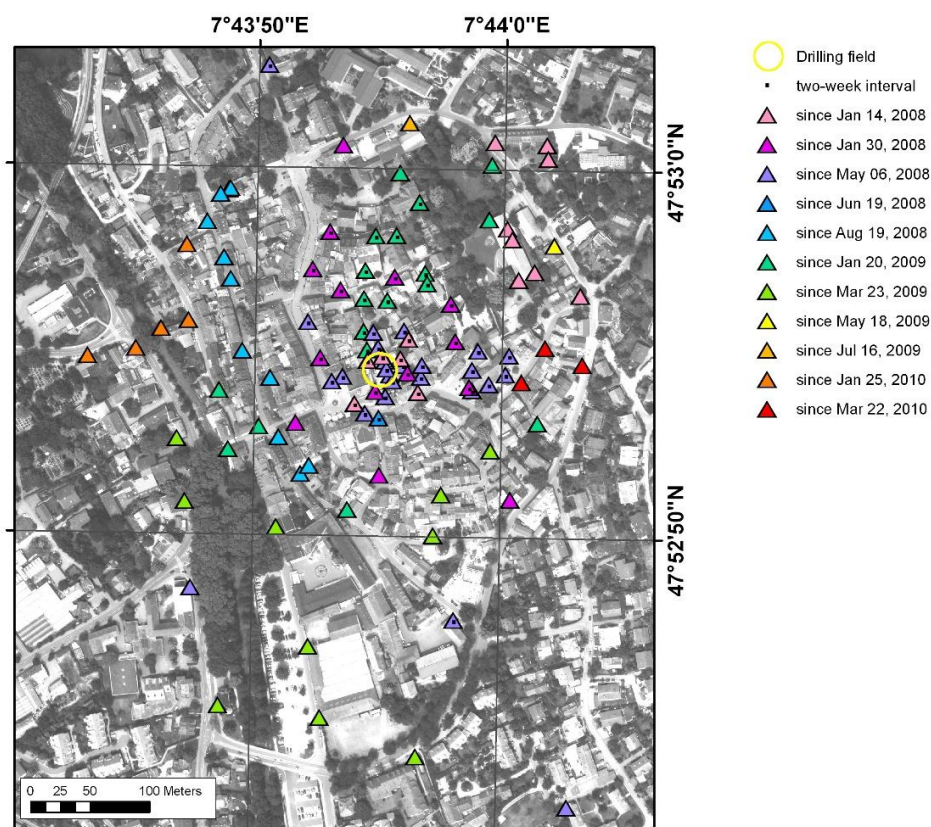 7°43'50"E 7°44'0"E
Drilling field
two-week interval
since Jan 14, 2008
since Jan 30, 2008
since May 06, 2008
since Jun 19, 2008
since Aug 19, 2008
since Jan 20, 2009
since Mar 23, 2009
since May 18, 2009
since Jul 16, 2009
since Jan 25, 2010
since Mar 22, 2010
47°53'0"N
47°52'50"N
0 25 50 100 Meters